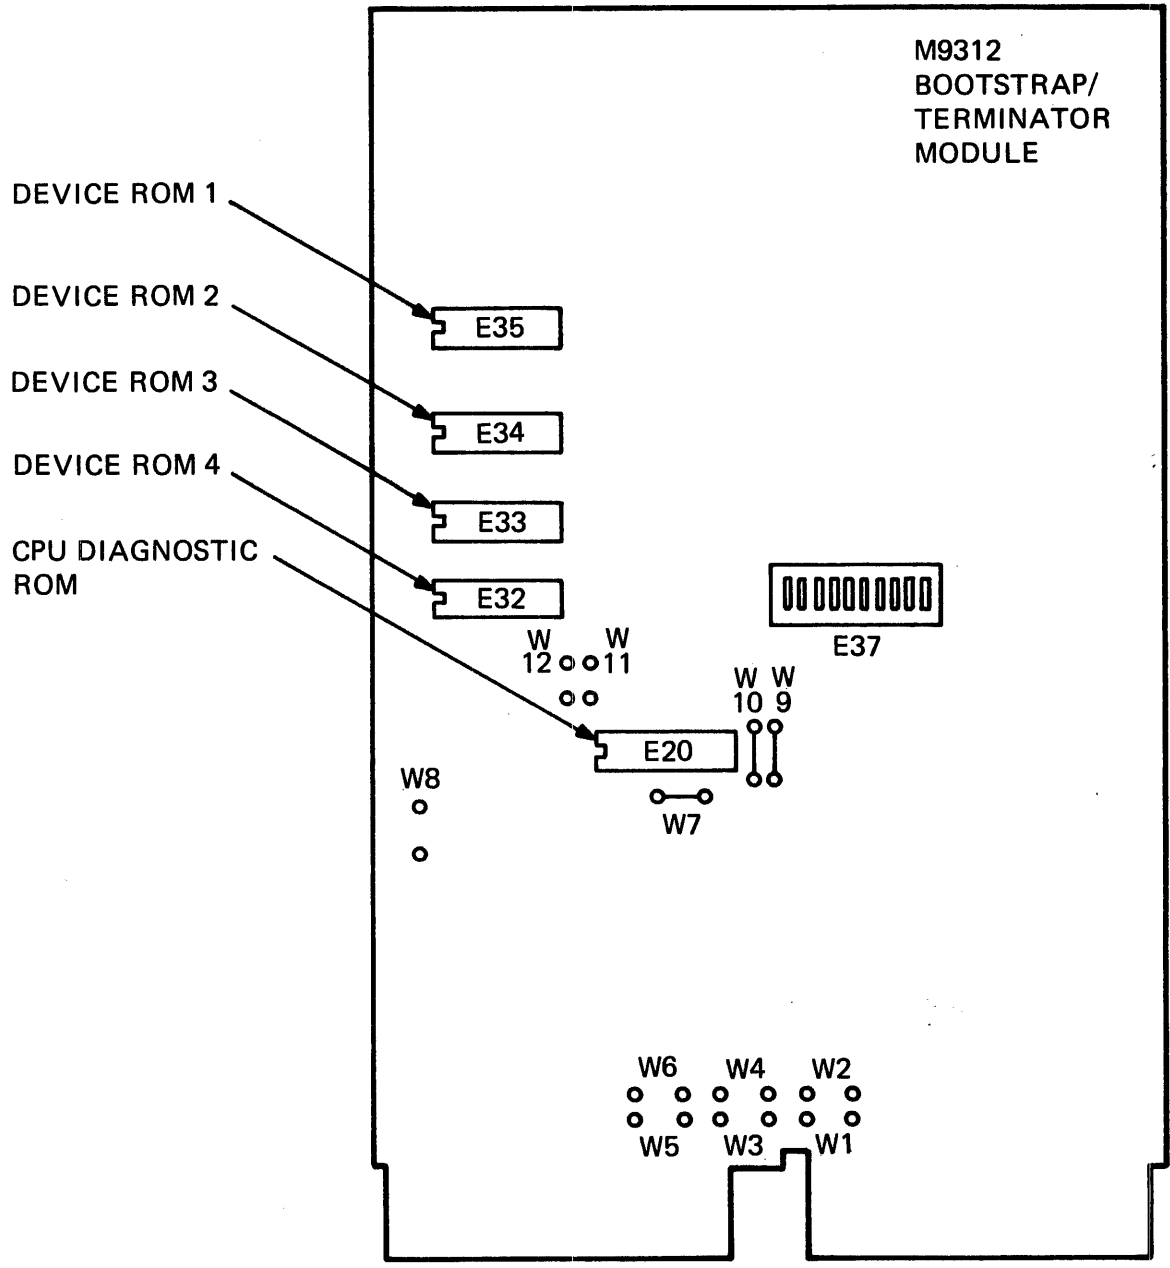 M9312
BOOTSTRAP/
TERMINATOR
MODULE
DEVICE ROM 1
DEVICE ROM 2
DEVICE ROM 3
DEVICE ROM 4
CPU DIAGNOSTIC
ROM
E35
E34
E33
E32
E37
W
12
W
11
W
10
W
9
E20
W8
W7
W6
W4
W2
W5
W3
W1